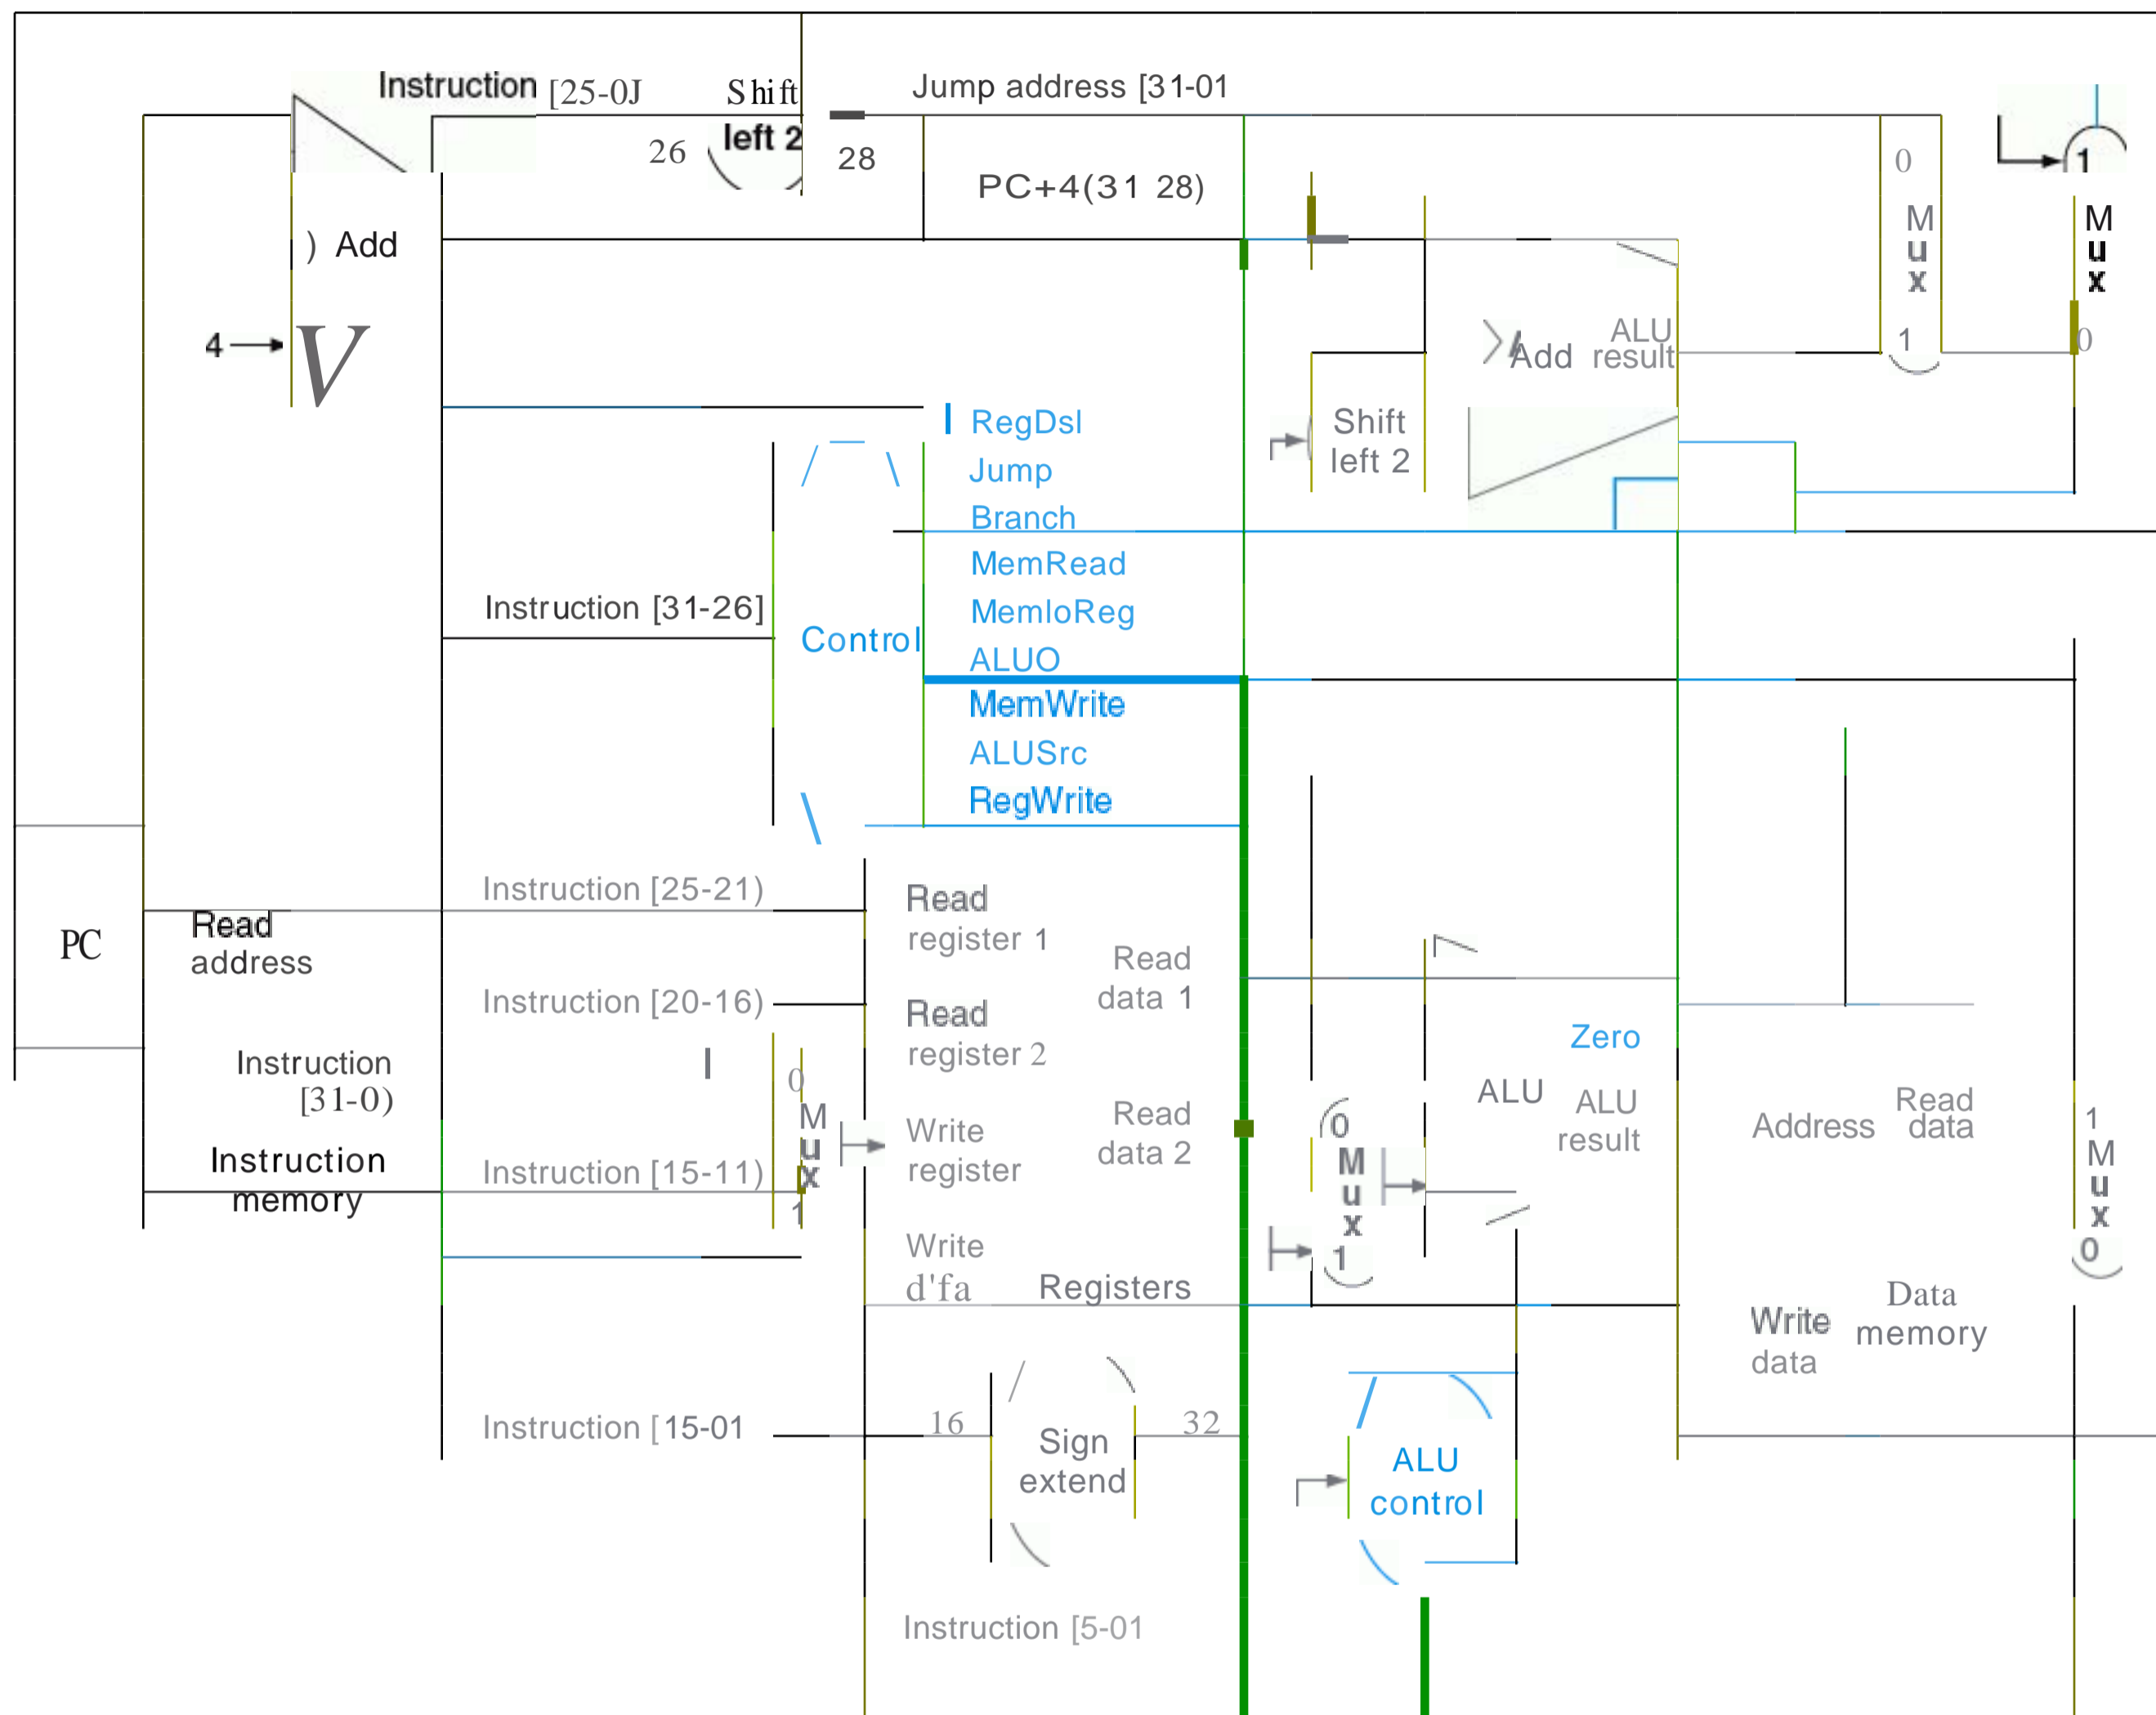 Instruction [25-0J
Shift
left 2
Jump address [31-01
26
28
PC+4(31 28)
) Add
4
V
0
M
u
x
1
1
M
u
x
0
ALU
Add result
Shift
left 2
RegDsl
Jump
Branch
MemRead
MemloReg
ALUO
MemWrite
ALUSrc
RegWrite
Instruction [31-26]
Control
Instruction [25-21)
Read
register 1
Read
data 1
PC
Read
address
Instruction [20-16)
Read
register 2
Instruction
[31-0)
Instruction
memory
0
M
u
x
1
Instruction [15-11)
Write
register
Read
data 2
Write
d'fa
Registers
0
M
u
x
1
Zero
ALU
ALU
result
Address
Read
data
1
M
u
x
0
Write
data
Data
memory
Instruction [15-01
16
Sign
extend
32
ALU
control
Instruction [5-01